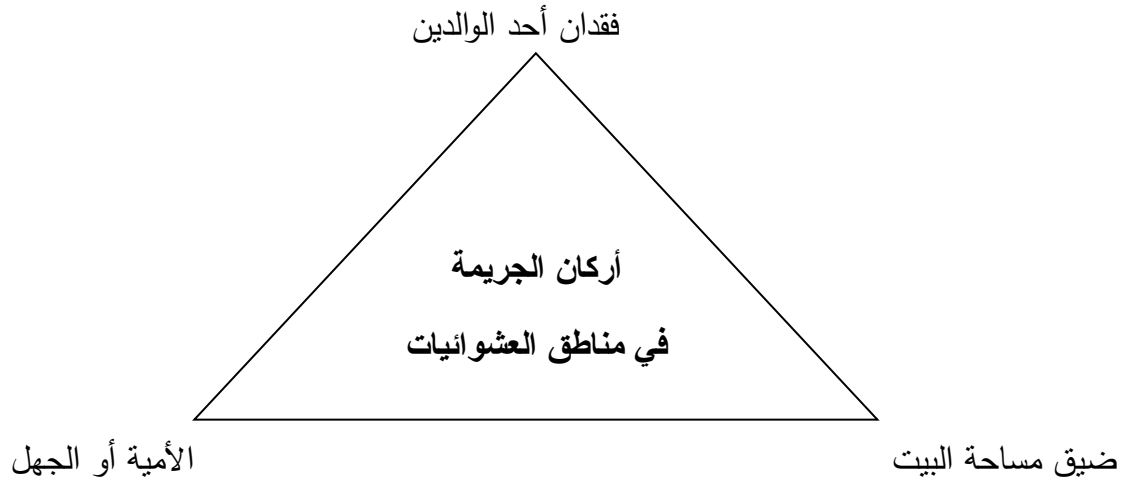 فقدان أحد الوالدين
أركان الجريمة
في مناطق العشوائيات
ضيق مساحة البيت
الأمية أو الجهل